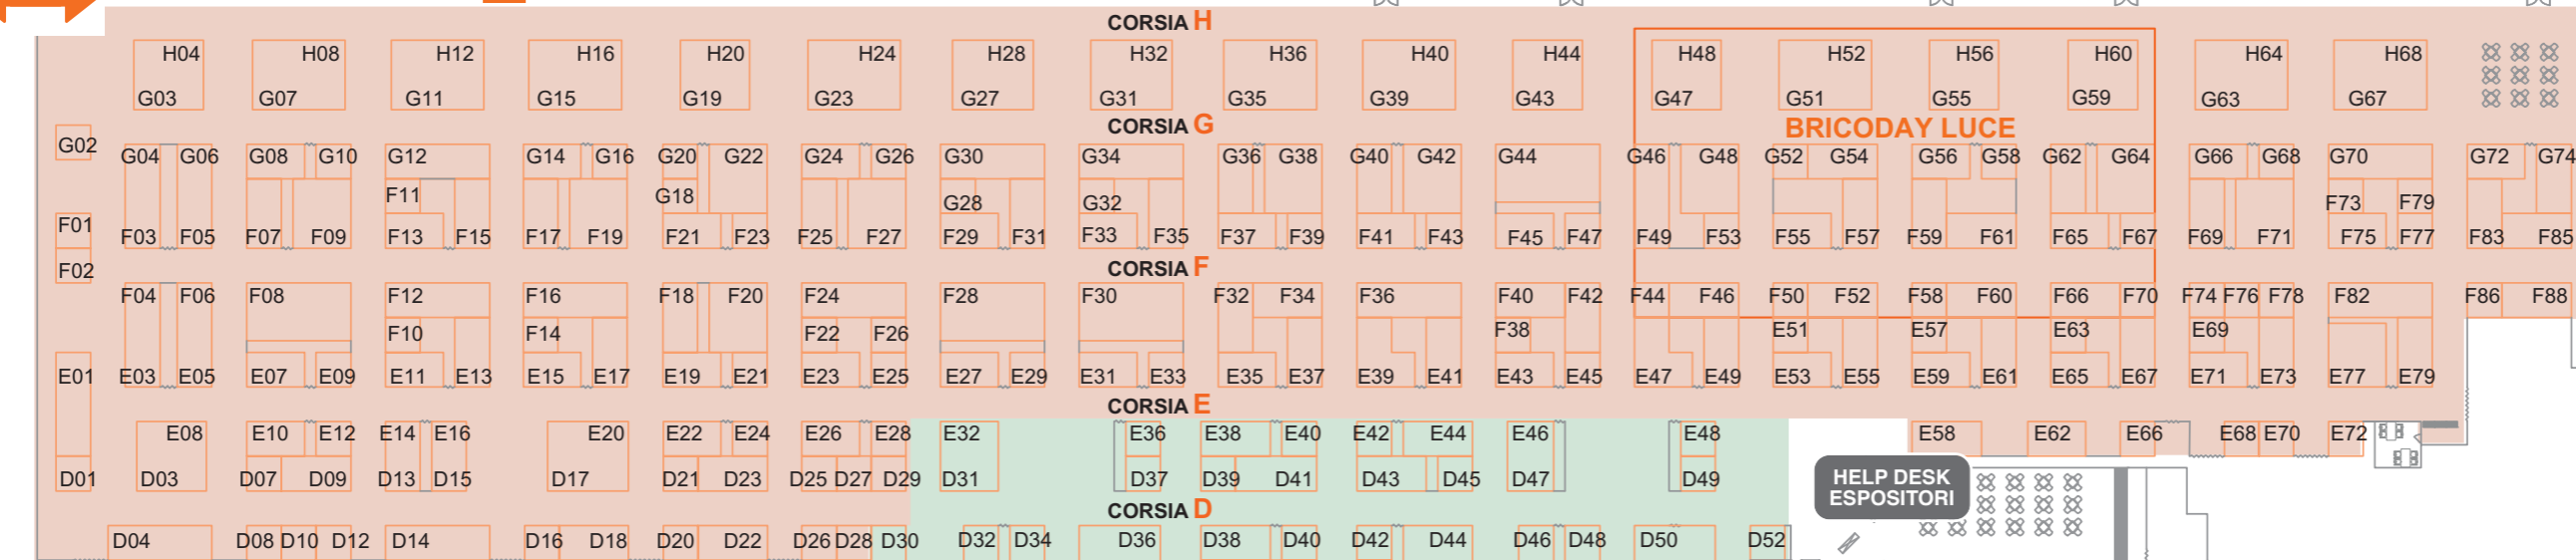 CORSIA H
H04 H08 H12 H16 H20 H24 H28 H32 H36 H40 H44 H48 H52 H56 H60 H64 H68
G03 G07 G11 G15 G19 G23 G27 G31 G35 G39 G43 G47 G51 G55 G59 G63 G67
CORSIA G
BRICODAY LUCE
G02
G04 G06 G08 G10 G12 G14 G16 G20 G22 G24 G26 G30 G34 G36 G38 G40 G42 G44 G46 G48 G52 G54 G56 G58 G62 G64 G66 G68 G70 G72 G74
F11 G18 G28 G32 F73 F79
F01
F03 F05 F07 F09 F13 F15 F17 F19 F21 F23 F25 F27 F29 F31 F33 F35 F37 F39 F41 F43 F45 F47 F49 F53 F55 F57 F59 F61 F65 F67 F69 F71 F75 F77 F83 F85
F02
CORSIA F
F04 F06 F08 F12 F16 F18 F20 F24 F28 F30 F32 F34 F36 F40 F42 F44 F46 F50 F52 F58 F60 F66 F70 F74 F76 F78 F82 F86 F88
F10 F14 F22 F26 F38 E51 E57 E63 E69
E01 E03 E05 E07 E09 E11 E13 E15 E17 E19 E21 E23 E25 E27 E29 E31 E33 E35 E37 E39 E41 E43 E45 E47 E49 E53 E55 E59 E61 E65 E67 E71 E73 E77 E79
CORSIA E
E08 E10 E12 E14 E16 E20 E22 E24 E26 E28 E32 E36 E38 E40 E42 E44 E46 E48 E58 E62 E66 E68 E70 E72
D01 D03 D07 D09 D13 D15 D17 D21 D23 D25 D27 D29 D31 D37 D39 D41 D43 D45 D47 D49
HELP DESK
ESPOSITORI
CORSIA D
D04 D08 D10 D12 D14 D16 D18 D20 D22 D26 D28 D30 D32 D34 D36 D38 D40 D42 D44 D46 D48 D50 D52